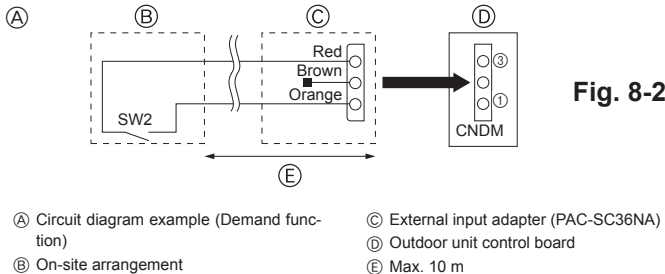 Ⓐ Ⓑ Ⓒ Ⓓ
Red
③
Brown
Orange
①
SW2
CNDM
Fig. 8-2
Ⓔ
Ⓐ Circuit diagram example (Demand func-
tion)
Ⓑ On-site arrangement
Ⓒ External input adapter (PAC-SC36NA)
Ⓓ Outdoor unit control board
Ⓔ Max. 10 m